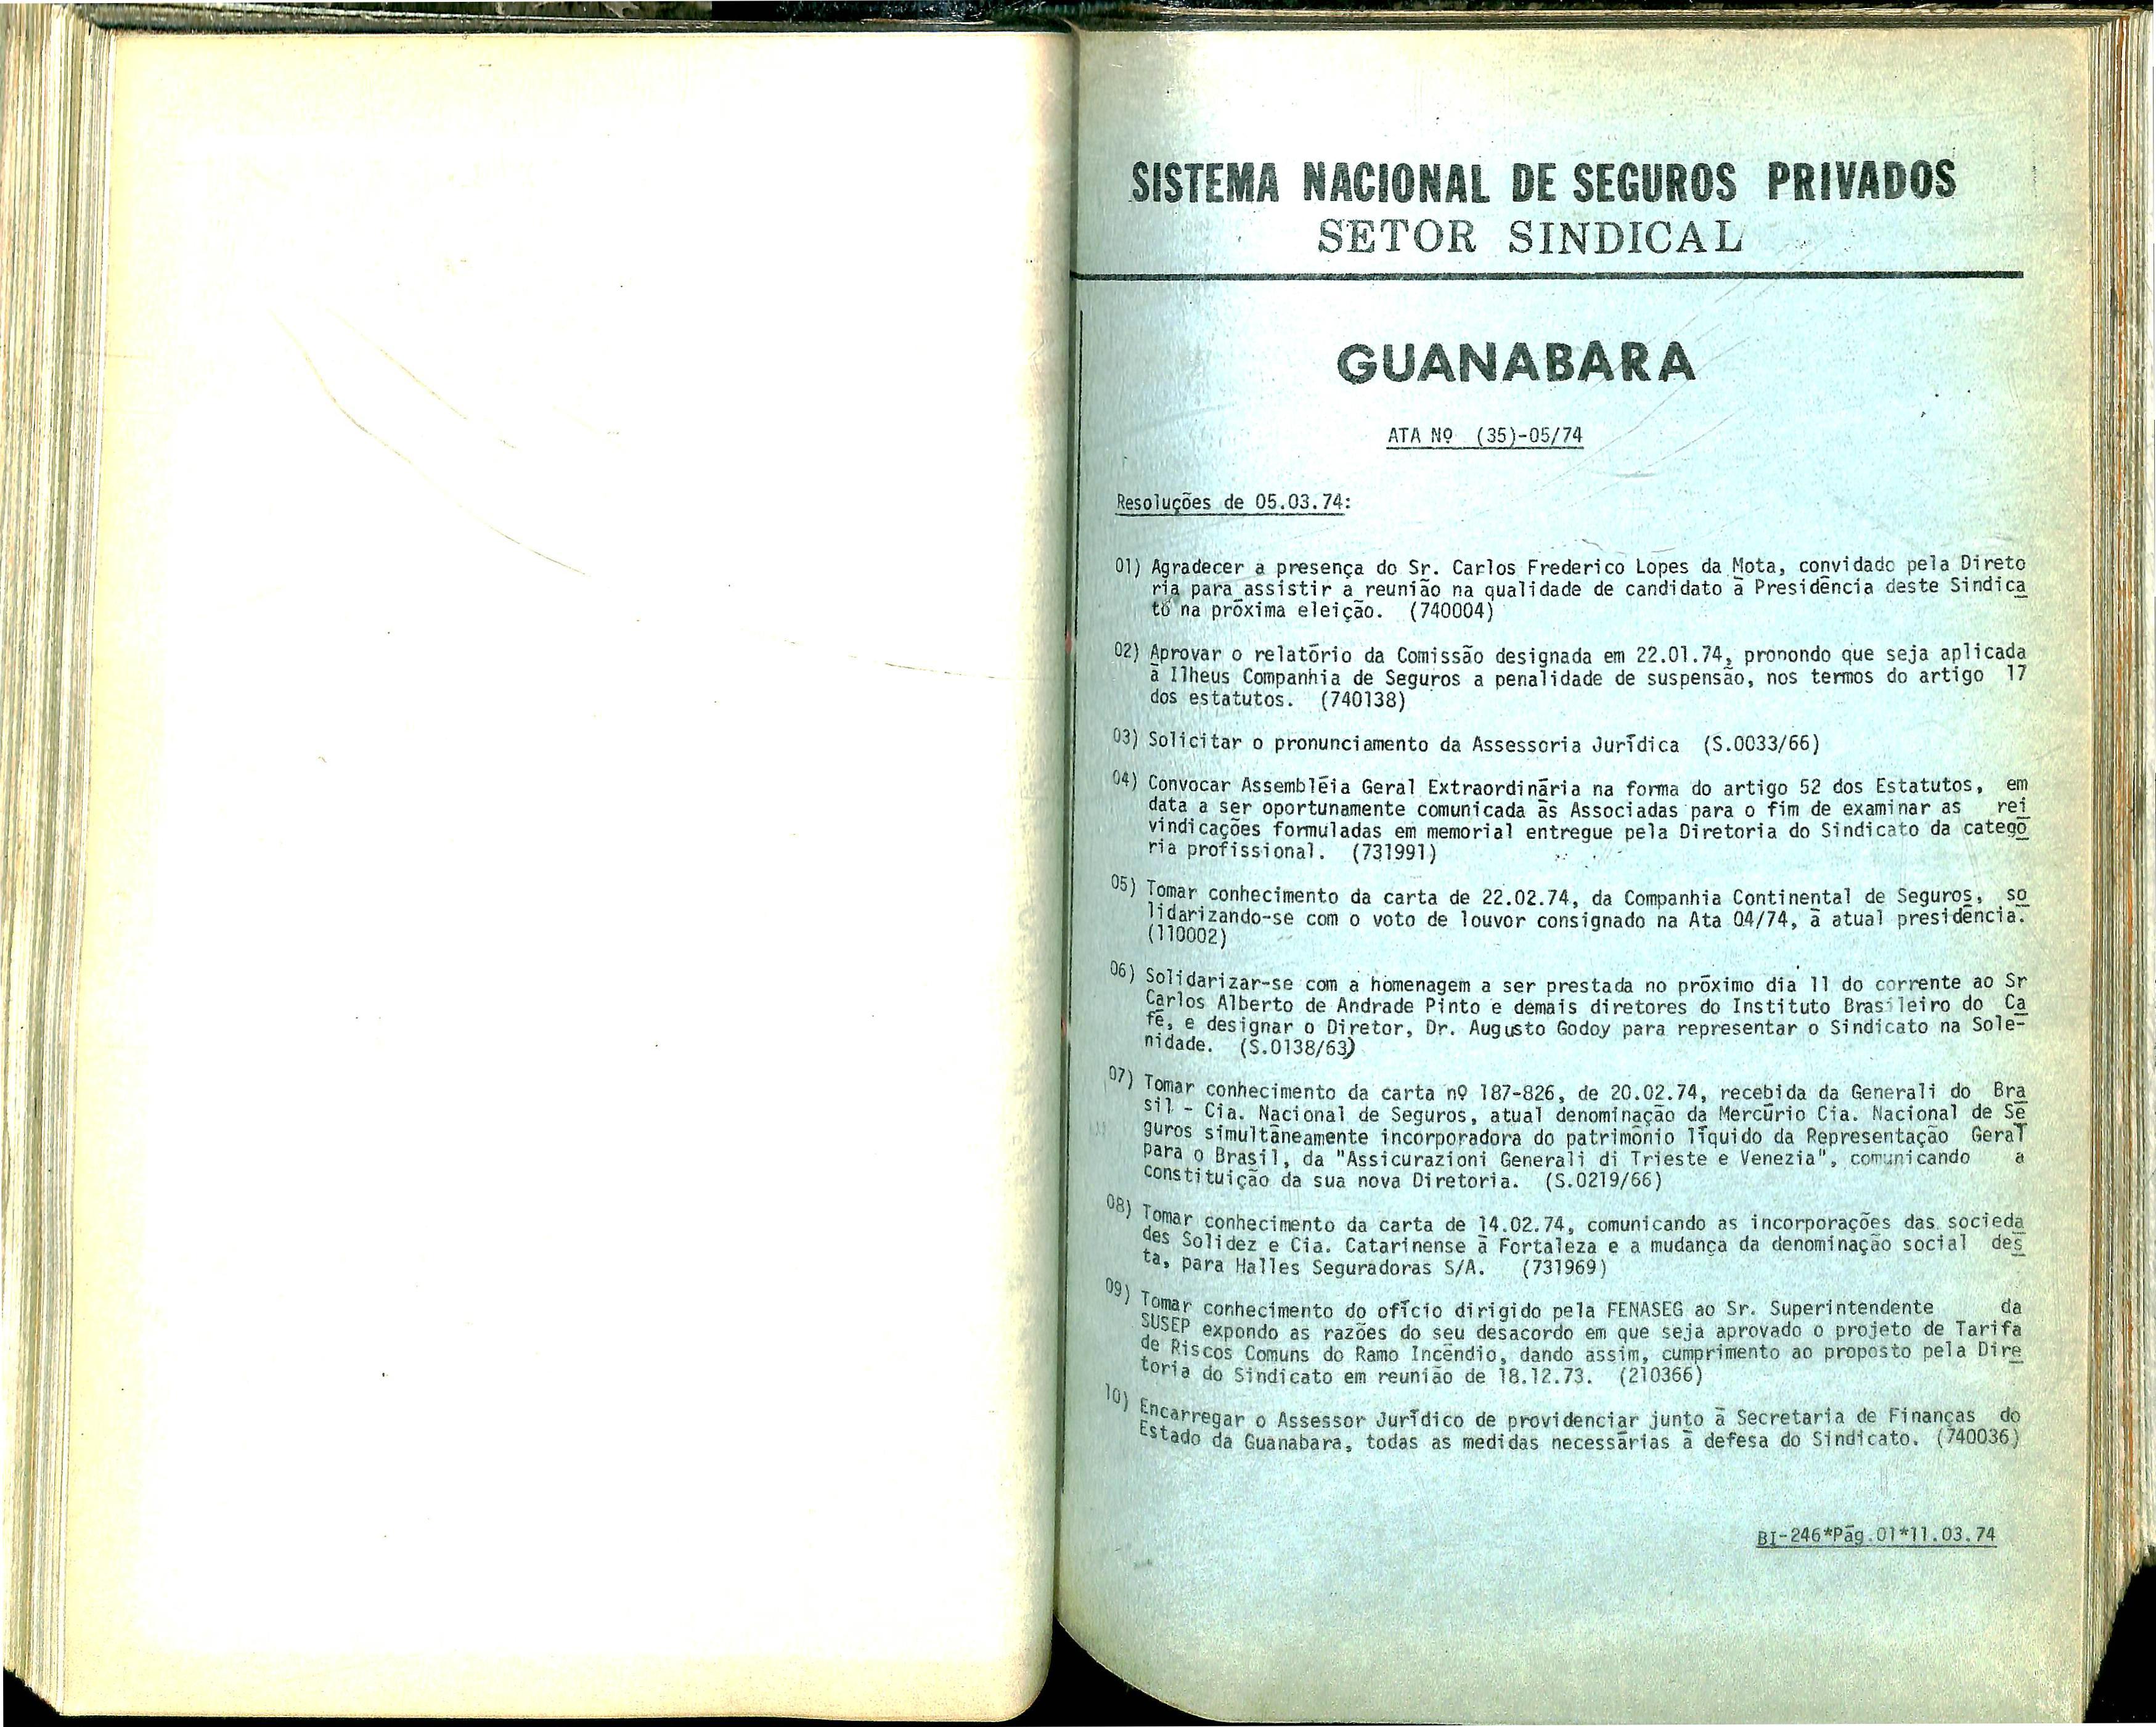 SISTEMA NACIONAL DE SEGUROS PRIVADOS
SETOR SINDICAL
GUANABARA
ATA Nº (35)-05/74
Resoluções de 05.03.74:
01) Agradecer a presença do Sr. Carlos Frederico Lopes da Mota, convidado pela Direto
ria para assistir a reunião na qualidade de candidato à Presidência deste Sindica
to na próxima eleição. (740004)
02) Aprovar o relatório da Comissão designada em 22.01.74, propondo que seja aplicada
à Ilheus Companhia de Seguros a penalidade de suspensão, nos termos do artigo 17
dos estatutos. (740138)
03) Solicitar o pronunciamento da Assessoria Jurídica (S.0033/66)
04) Convocar Assembléia Geral Extraordinária na forma do artigo 52 dos Estatutos, em
data a ser oportunamente comunicada às Associadas para o fim de examinar as rei
vindicações formuladas em memorial entregue pela Diretoria do Sindicato da catego
ria profissional. (731991)
05) Tomar conhecimento da carta de 22.02.74, da Companhia Continental de Seguros, so
lidarizando-se com o voto de louvor consignado na Ata 04/74, à atual presidência.
(110002)
06) Solidarizar-se com a homenagem a ser prestada no próximo dia 11 do corrente ao Sr
Carlos Alberto de Andrade Pinto e demais diretores do Instituto Brasileiro do Ca
fé, e designar o Diretor, Dr. Augusto Godoy para representar o Sindicato na Sole-
nidade. (S.0138/63)
07) Tomar conhecimento da carta nº 187-826, de 20.02.74, recebida da Generali do Bra
sil - Cia. Nacional de Seguros, atual denominação da Mercúrio Cia. Nacional de Se
guros simultâneamente incorporadora do patrimônio líquido da Representação Geral
para o Brasil, da "Assicurazioni Generali di Trieste e Venezia", comunicando a
constituição da sua nova Diretoria. (S.0219/66)
08) Tomar conhecimento da carta de 14.02.74, comunicando as incorporações das socieda
des Solidez e Cia. Catarinense à Fortaleza e a mudança da denominação social des
ta, para Halles Seguradoras S/A. (731969)
09) Tomar conhecimento do ofício dirigido pela FENASEG ao Sr. Superintendente da
SUSEP expondo as razões do seu desacordo em que seja aprovado o projeto de Tarifa
de Riscos Comuns do Ramo Incêndio, dando assim, cumprimento ao proposto pela Dire
toria do Sindicato em reunião de 18.12.73. (210366)
10) Encarregar o Assessor Jurídico de providenciar junto à Secretaria de Finanças do
Estado da Guanabara, todas as medidas necessárias à defesa do Sindicato. (740036)
BI-246*Pág.01*11.03.74